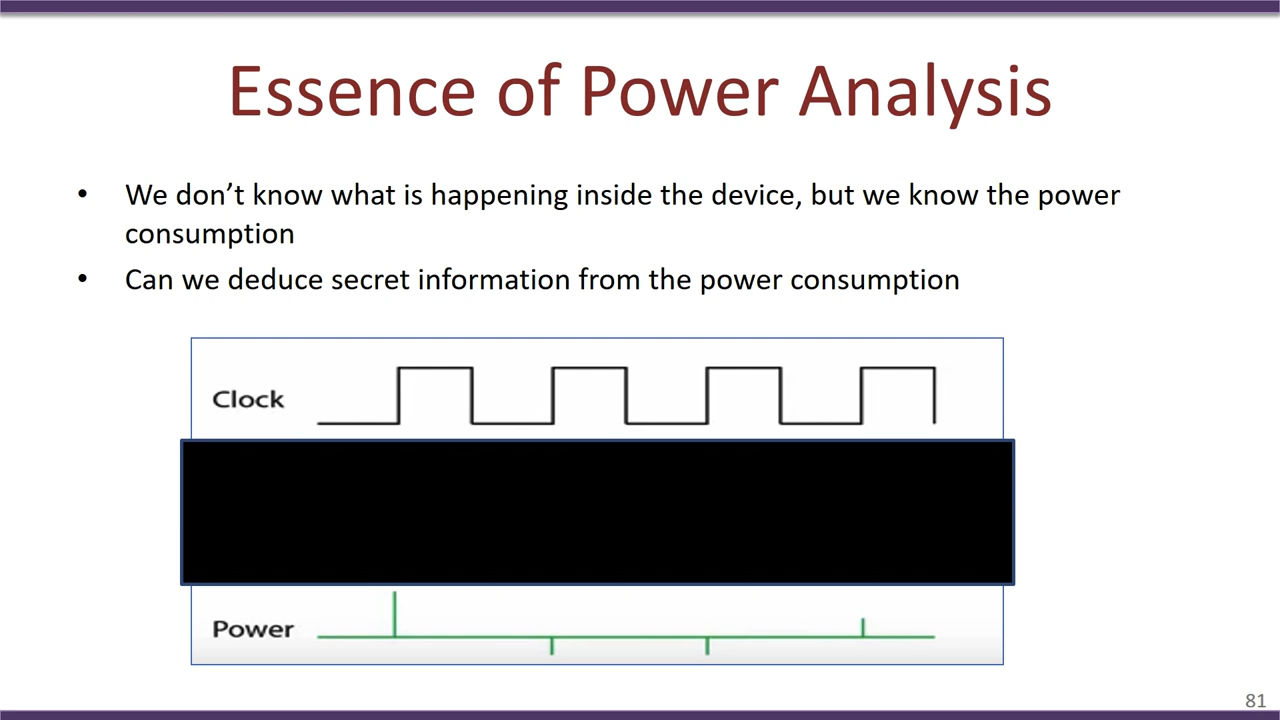 Essence of Power Analysis
• We don’t know what is happening inside the device, but we know the power
consumption
• Can we deduce secret information from the power consumption
Clock
Power
81